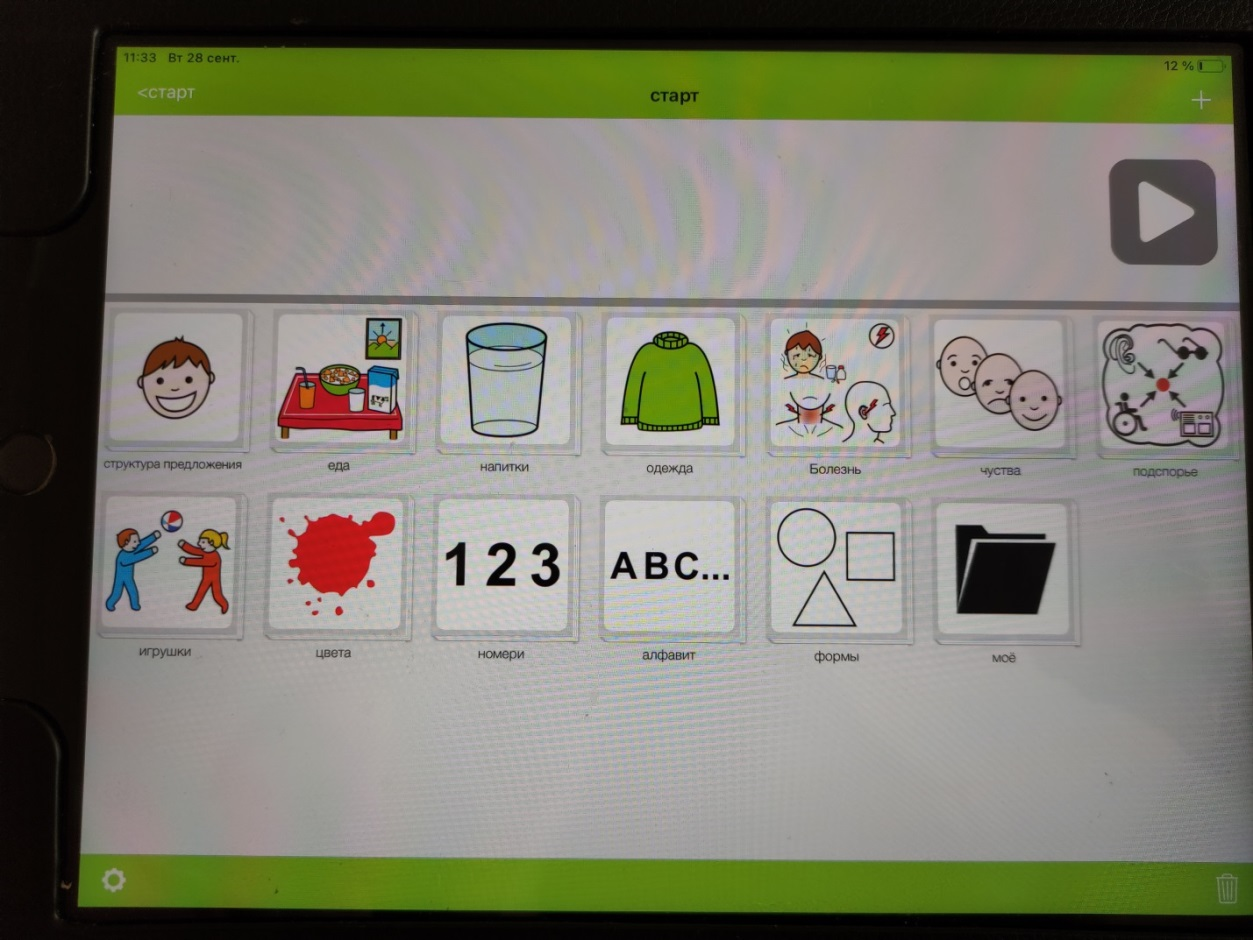 11:33 Вт 28 сент.
12 %
<старт
старт
структура предложения
еда
напитки
одежда
Болезнь
чуства
подспорье
1 2 3
A B C...
игрушки
цвета
номери
алфавит
формы
моё